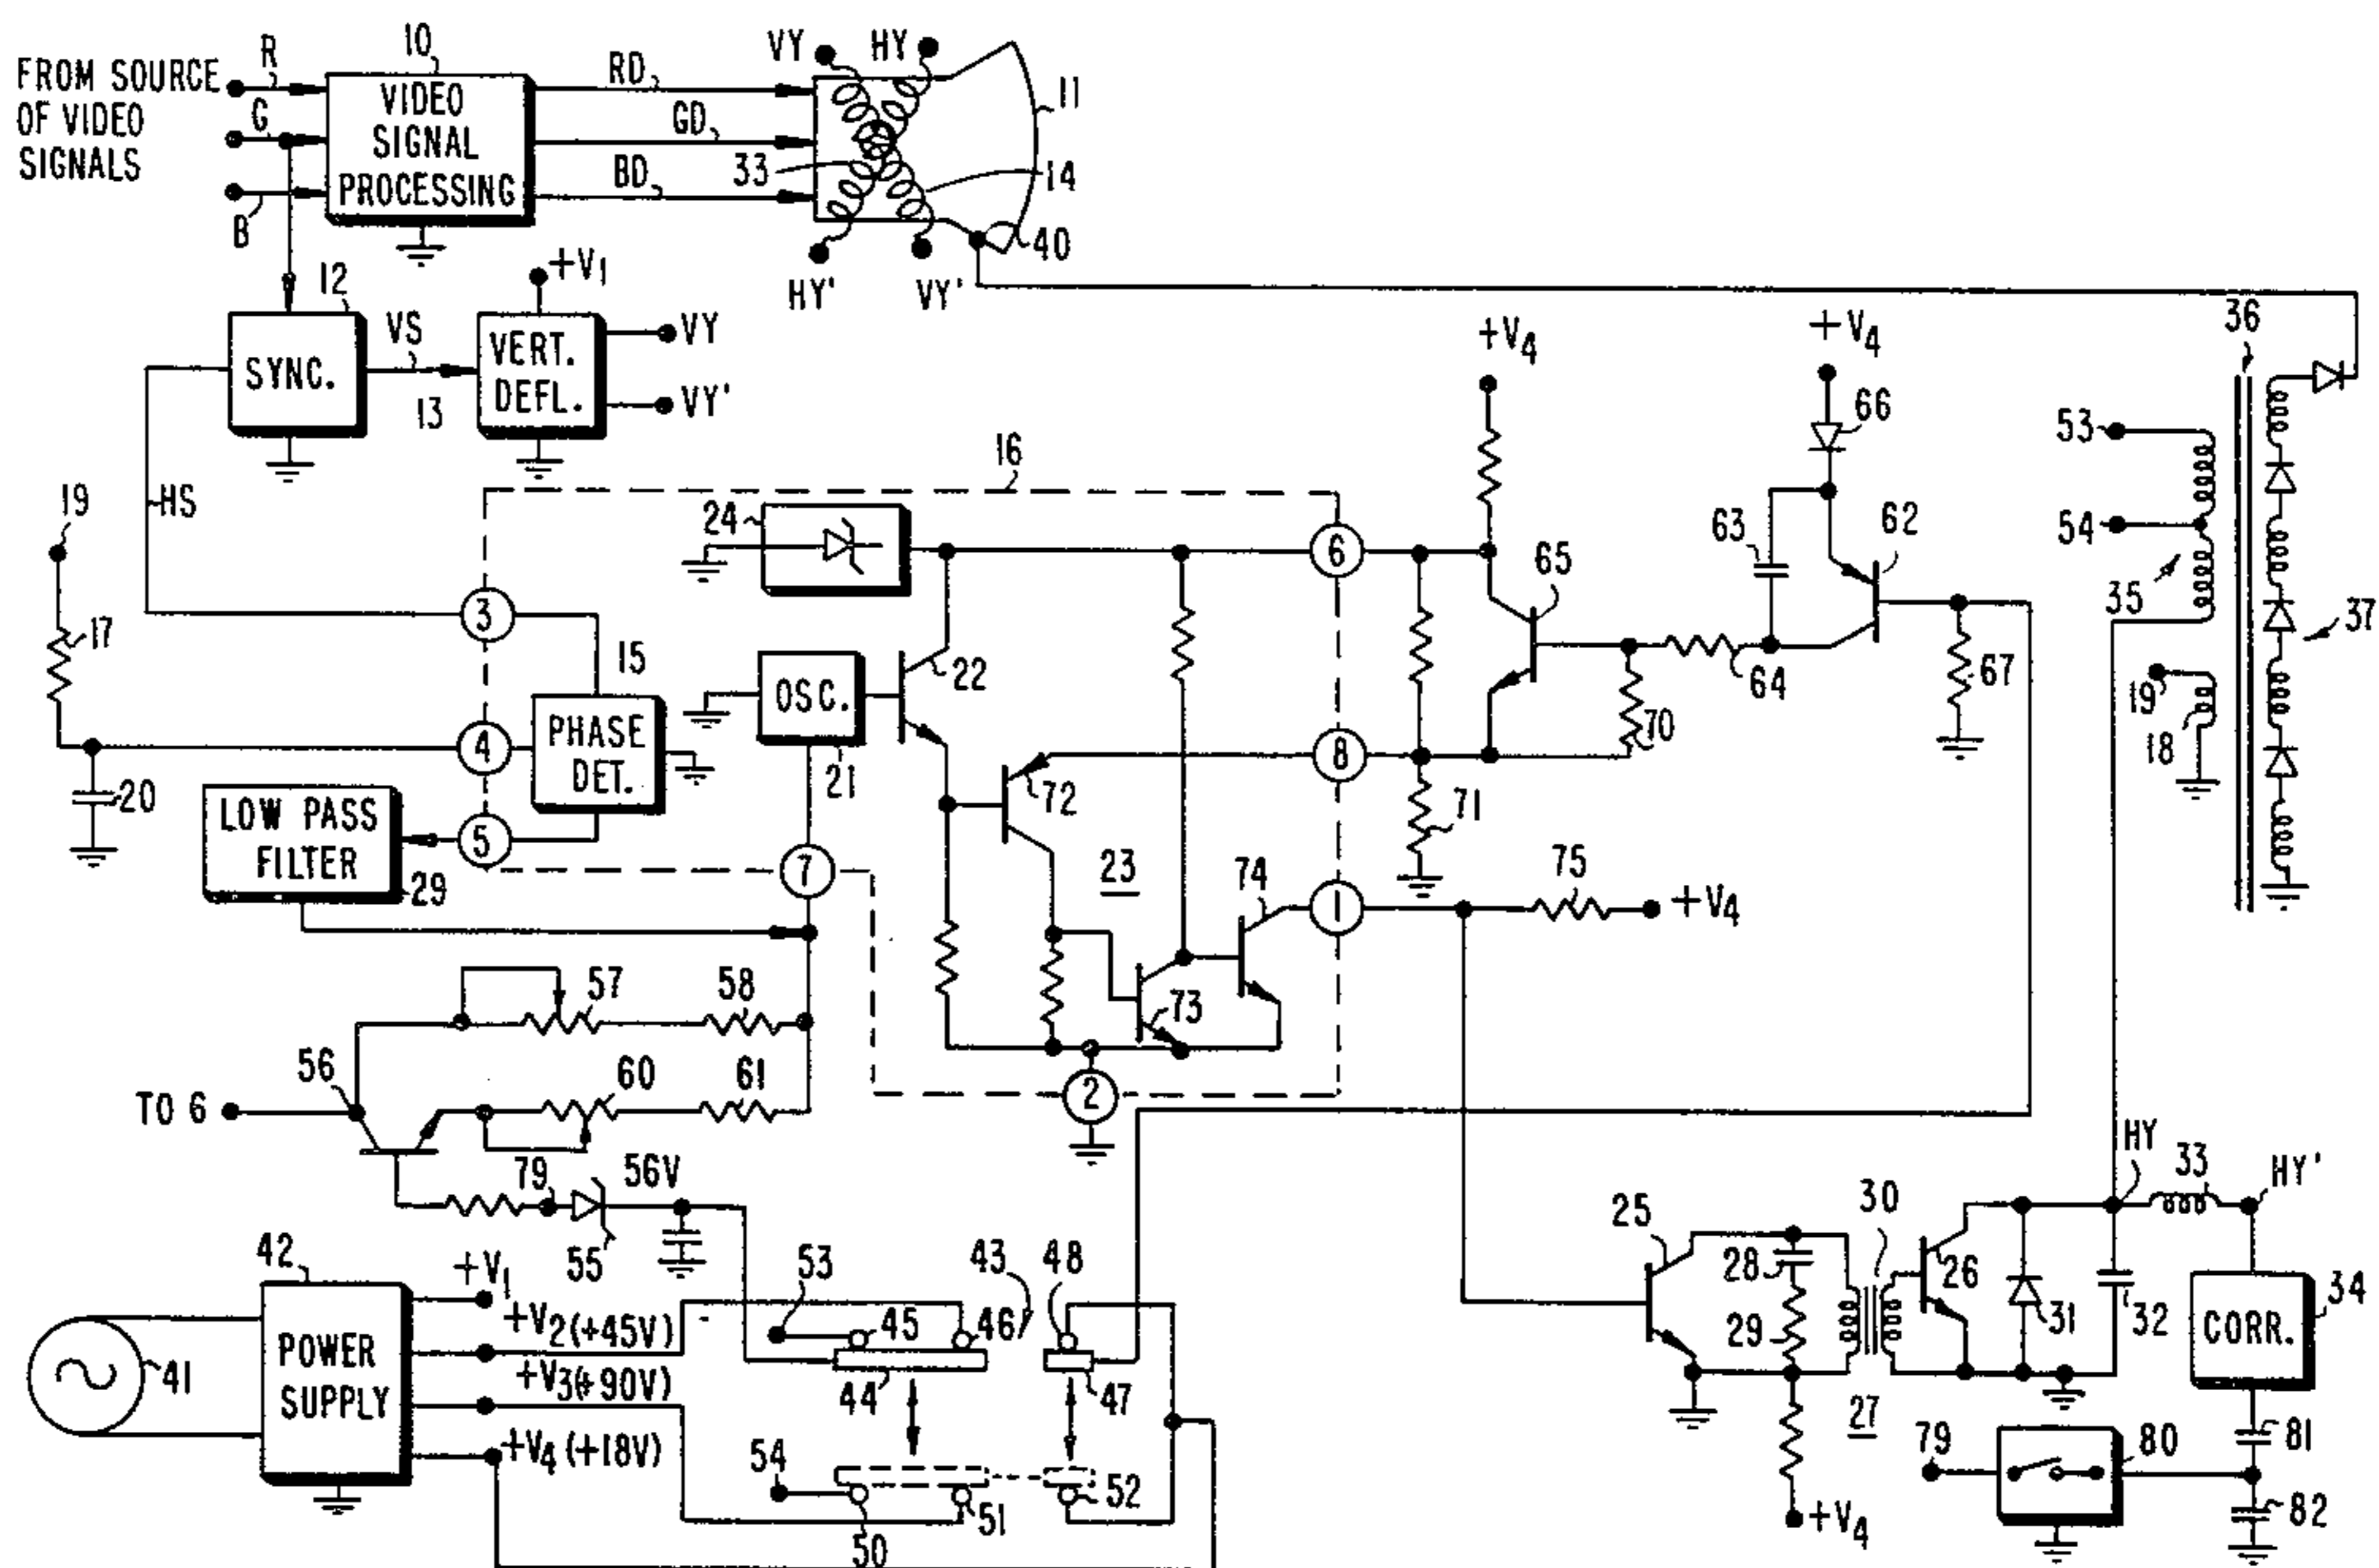 FROM SOURCE
OF VIDEO
SIGNALS
R
G
B
10
VIDEO
SIGNAL
PROCESSING
RD
GD
BD
VY
HY
33
11
14
40
HY'
VY'
12
SYNC.
VS
13
+V1
VERT.
DEFL.
VY
VY'
HS
19
17
20
3
4
5
15
PHASE
DET.
LOW PASS
FILTER
29
16
24
OSC.
21
22
7
6
8
1
2
23
72
73
74
75
+V4
+V4
65
64
70
71
+V4
66
63
62
67
36
53
54
35
19
18
37
57
58
56
TO 6
60
61
79
55
56V
42
POWER
SUPPLY
41
+V1
+V2 (+45V)
+V3 (+90V)
+V4 (+18V)
53
45
46
43
48
44
47
54
50
51
52
25
28
29
27
+V4
30
26
31
32
HY
33
HY'
CORR.
34
79
80
81
82